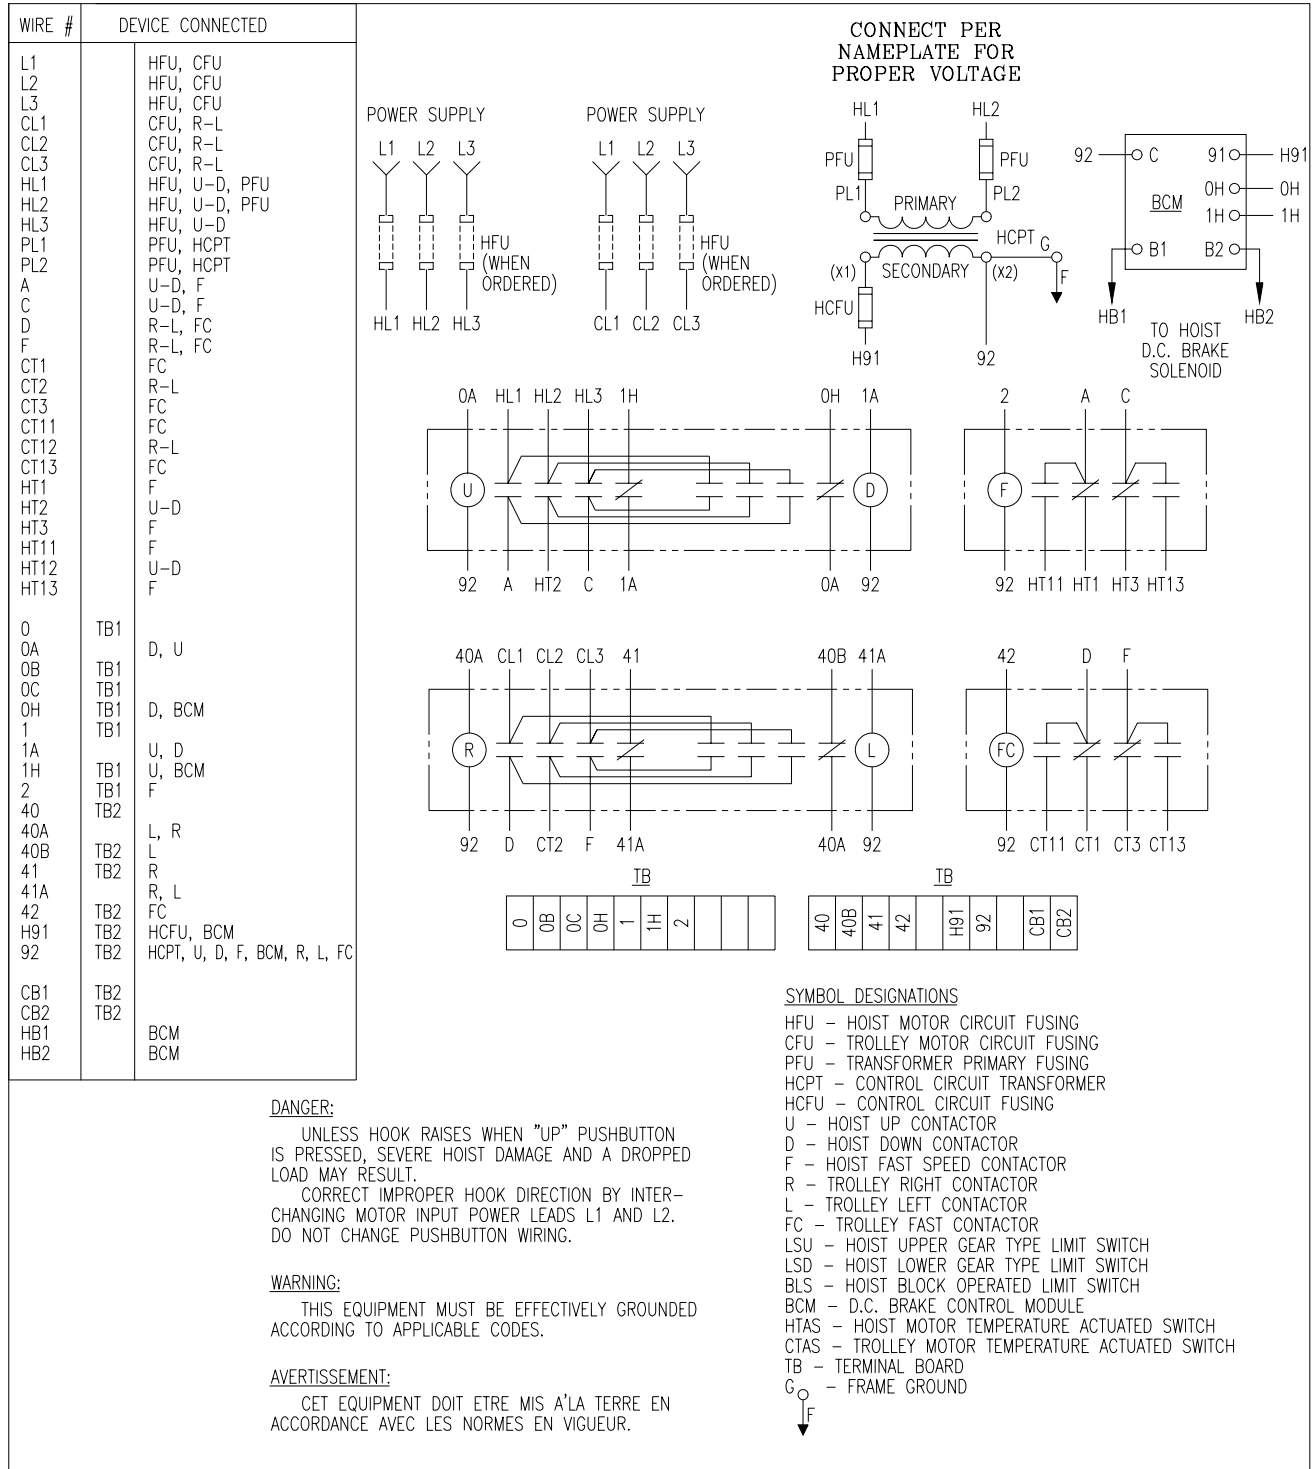 WIRE # DEVICE CONNECTED
L1 HFU, CFU
L2 HFU, CFU
L3 HFU, CFU
CL1 CFU, R-L
CL2 CFU, R-L
CL3 CFU, R-L
HL1 HFU, U-D, PFU
HL2 HFU, U-D, PFU
HL3 HFU, U-D
PL1 PFU, HCPT
PL2 PFU, HCPT
A U-D, F
C U-D, F
D R-L, FC
F R-L, FC
CT1 FC
CT2 R-L
CT3 FC
CT11 FC
CT12 R-L
CT13 FC
HT1 F
HT2 U-D
HT3 F
HT11 F
HT12 U-D
HT13 F
0 TB1
0A D, U
0B TB1
0C TB1
0H TB1 D, BCM
1 TB1
1A U, D
1H TB1 U, BCM
2 TB1 F
40 TB2
40A L, R
40B TB2 L
41 TB2 R
41A R, L
42 TB2 FC
H91 TB2 HCFU, BCM
92 TB2 HCPT, U, D, F, BCM, R, L, FC
CB1 TB2
CB2 TB2
HB1 BCM
HB2 BCM
POWER SUPPLY
L1 L2 L3
HFU
(WHEN
ORDERED)
HL1 HL2 HL3
POWER SUPPLY
L1 L2 L3
HFU
(WHEN
ORDERED)
CL1 CL2 CL3
CONNECT PER
NAMEPLATE FOR
PROPER VOLTAGE
HL1 HL2
PFU PFU
PL1 PL2
PRIMARY
HCPT G
SECONDARY
(X1) (X2)
F
HCFU
H91 92
92 C 91 H91
0H 0H
BCM
1H 1H
B1 B2
HB1 HB2
TO HOIST
D.C. BRAKE
SOLENOID
0A HL1 HL2 HL3 1H 0H 1A
U D
92 A HT2 C 1A 0A 92
2 A C
F
92 HT11 HT1 HT3 HT13
40A CL1 CL2 CL3 41 40B 41A
R L
92 D CT2 F 41A 40A 92
42 D F
FC
92 CT11 CT1 CT3 CT13
TB
0 0B 0C 0H 1 1H 2
TB
40 40B 41 42 H91 92 CB1 CB2
SYMBOL DESIGNATIONS
HFU - HOIST MOTOR CIRCUIT FUSING
CFU - TROLLEY MOTOR CIRCUIT FUSING
PFU - TRANSFORMER PRIMARY FUSING
HCPT - CONTROL CIRCUIT TRANSFORMER
HCFU - CONTROL CIRCUIT FUSING
U - HOIST UP CONTACTOR
D - HOIST DOWN CONTACTOR
F - HOIST FAST SPEED CONTACTOR
R - TROLLEY RIGHT CONTACTOR
L - TROLLEY LEFT CONTACTOR
FC - TROLLEY FAST CONTACTOR
LSU - HOIST UPPER GEAR TYPE LIMIT SWITCH
LSD - HOIST LOWER GEAR TYPE LIMIT SWITCH
BLS - HOIST BLOCK OPERATED LIMIT SWITCH
BCM - D.C. BRAKE CONTROL MODULE
HTAS - HOIST MOTOR TEMPERATURE ACTUATED SWITCH
CTAS - TROLLEY MOTOR TEMPERATURE ACTUATED SWITCH
TB - TERMINAL BOARD
G - FRAME GROUND
F
DANGER:
UNLESS HOOK RAISES WHEN "UP" PUSHBUTTON
IS PRESSED, SEVERE HOIST DAMAGE AND A DROPPED
LOAD MAY RESULT.
CORRECT IMPROPER HOOK DIRECTION BY INTER-
CHANGING MOTOR INPUT POWER LEADS L1 AND L2.
DO NOT CHANGE PUSHBUTTON WIRING.
WARNING:
THIS EQUIPMENT MUST BE EFFECTIVELY GROUNDED
ACCORDING TO APPLICABLE CODES.
AVERTISSEMENT:
CET EQUIPMENT DOIT ETRE MIS A'LA TERRE EN
ACCORDANCE AVEC LES NORMES EN VIGUEUR.